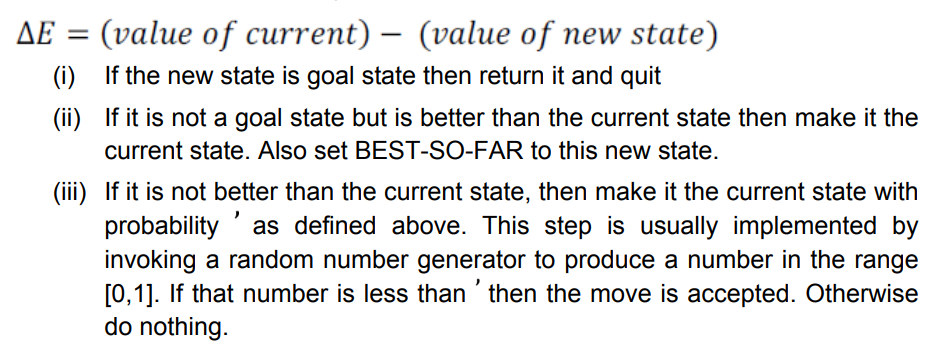 ΔE = (value of current) − (value of new state)
(i) If the new state is goal state then return it and quit
(ii) If it is not a goal state but is better than the current state then make it the
current state. Also set BEST-SO-FAR to this new state.
(iii) If it is not better than the current state, then make it the current state with
probability ′ as defined above. This step is usually implemented by
invoking a random number generator to produce a number in the range
[0,1]. If that number is less than ′ then the move is accepted. Otherwise
do nothing.